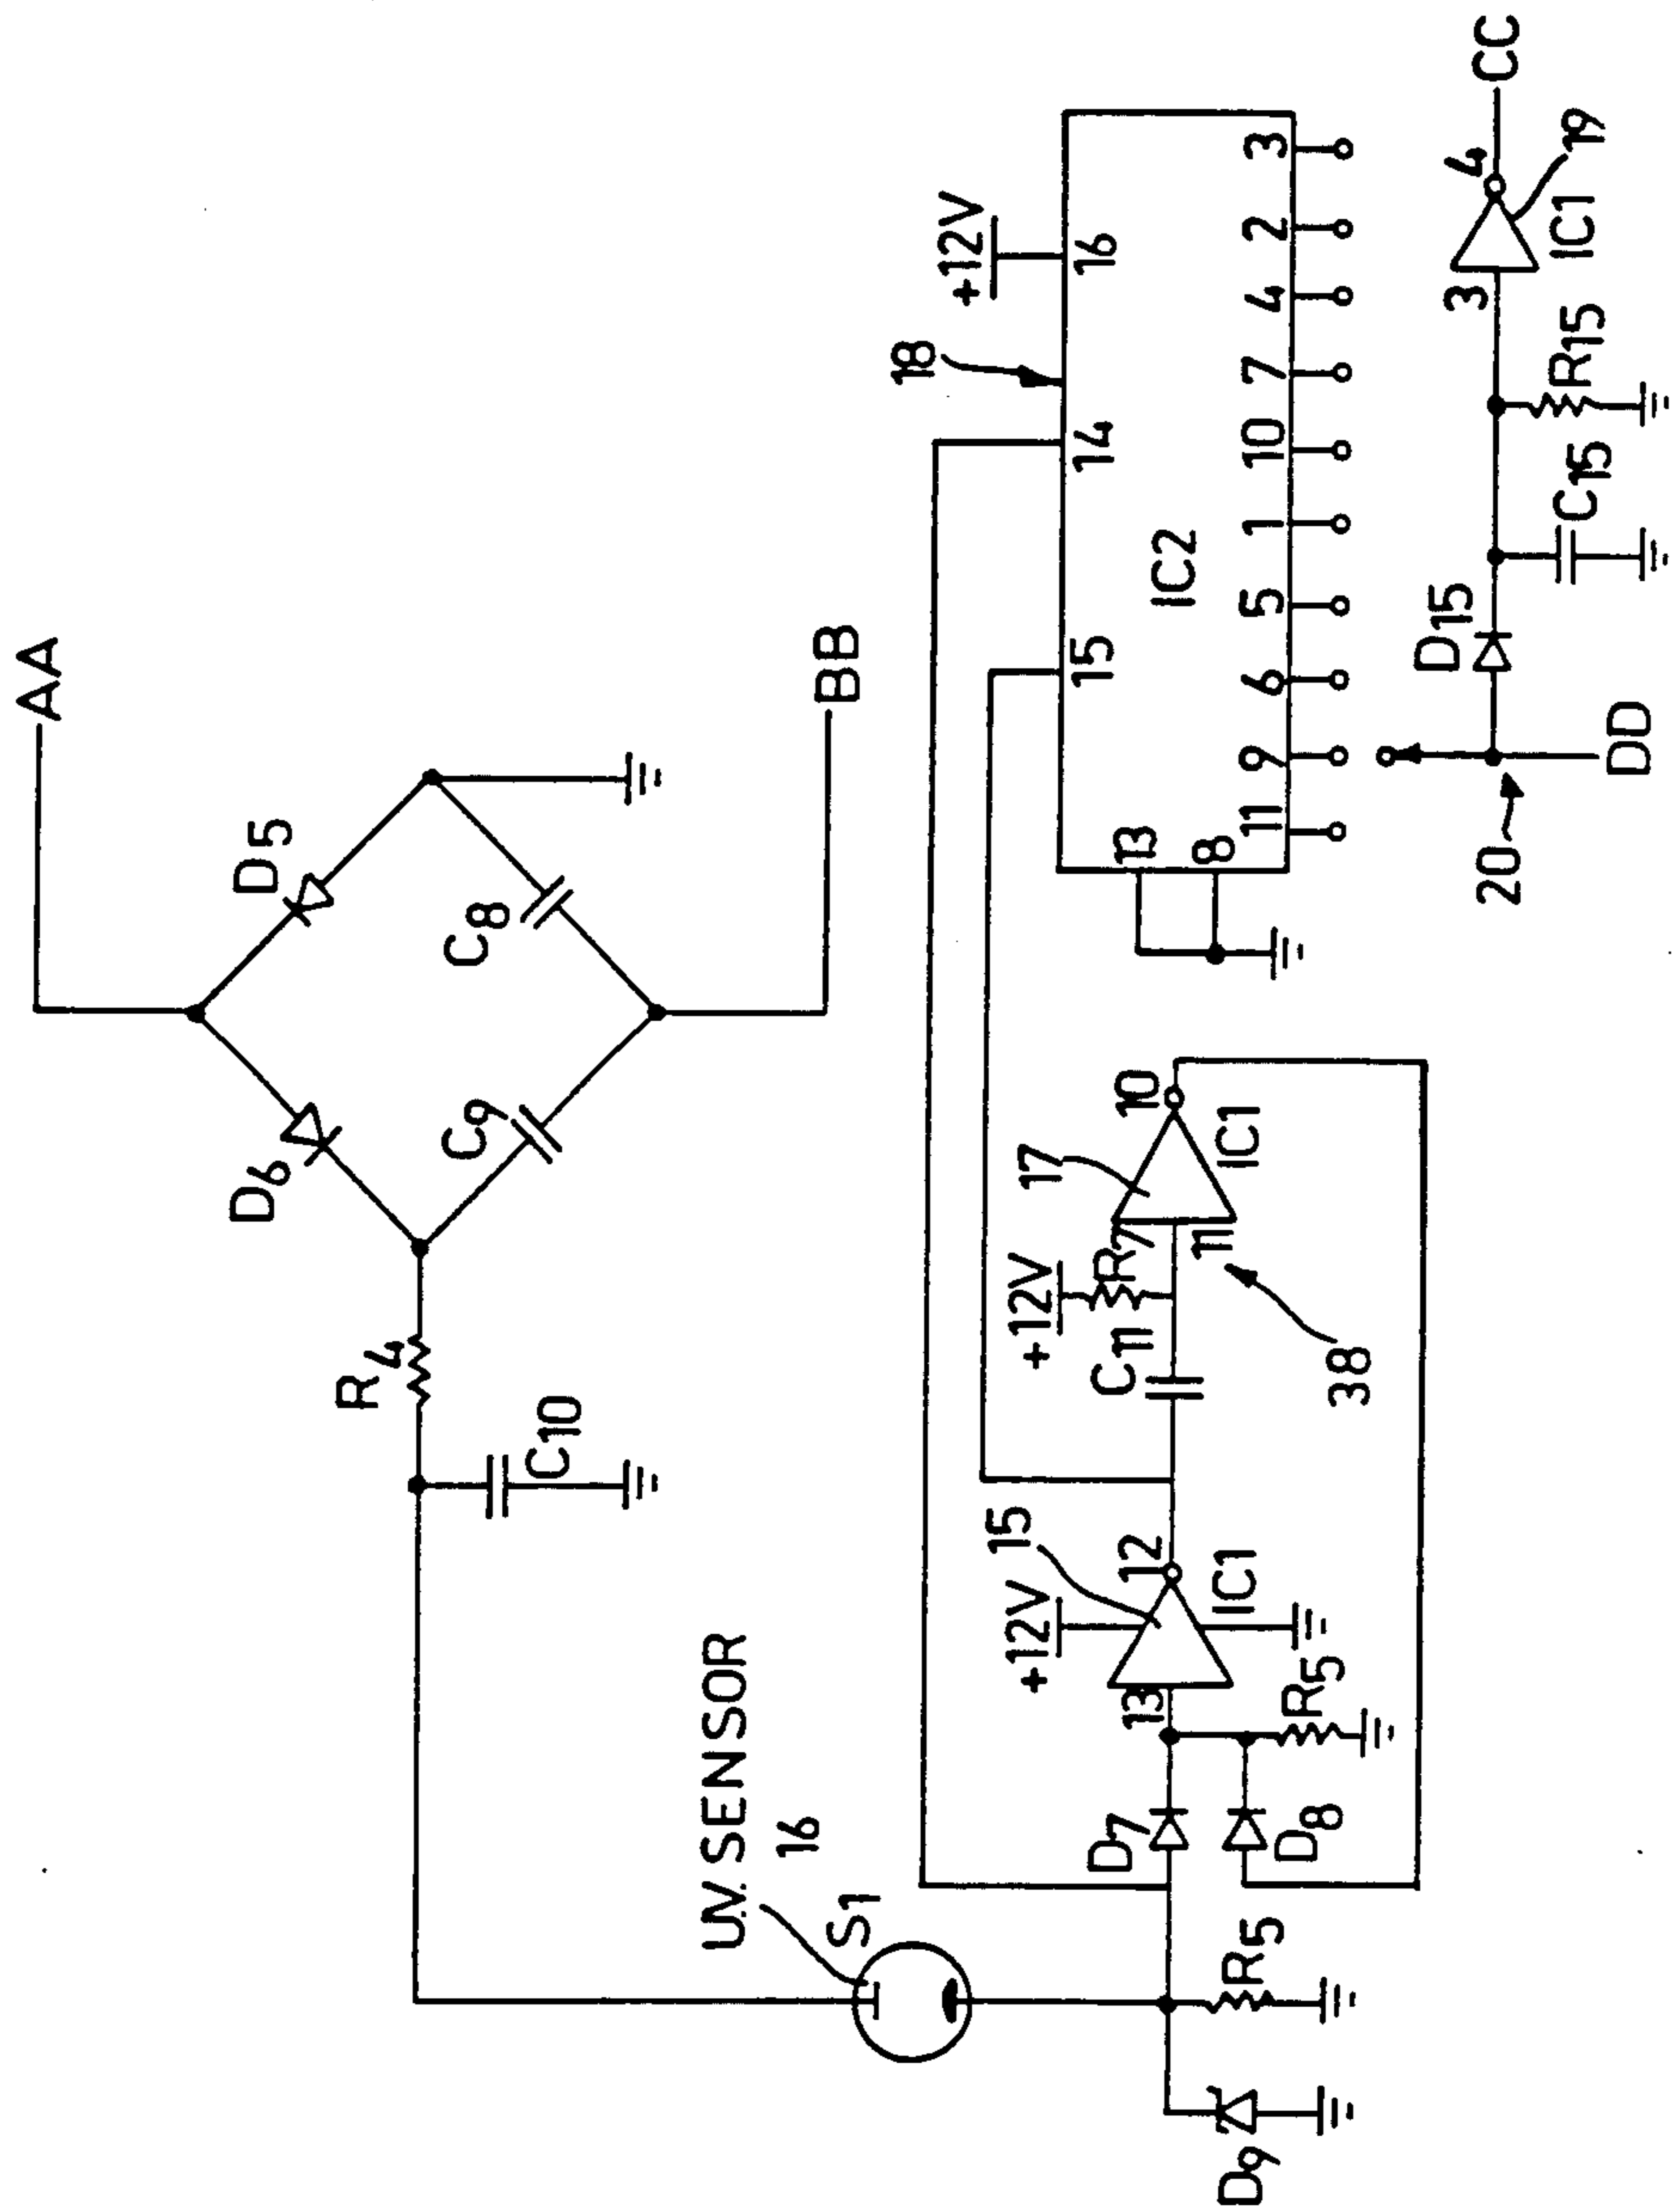 AA
D5
D6
C8
C9
BB
R4
C10
U.V. SENSOR
16
S1
18
+12V
15
14
16
IC2
13
8
11
9
6
5
1
10
7
4
2
3
+12V
15
13
12
IC1
D7
D8
R5
R5
D9
+12V
R7
C11
17
11
10
IC1
38
20
DD
D15
C15
R15
3
4
IC1
19
CC